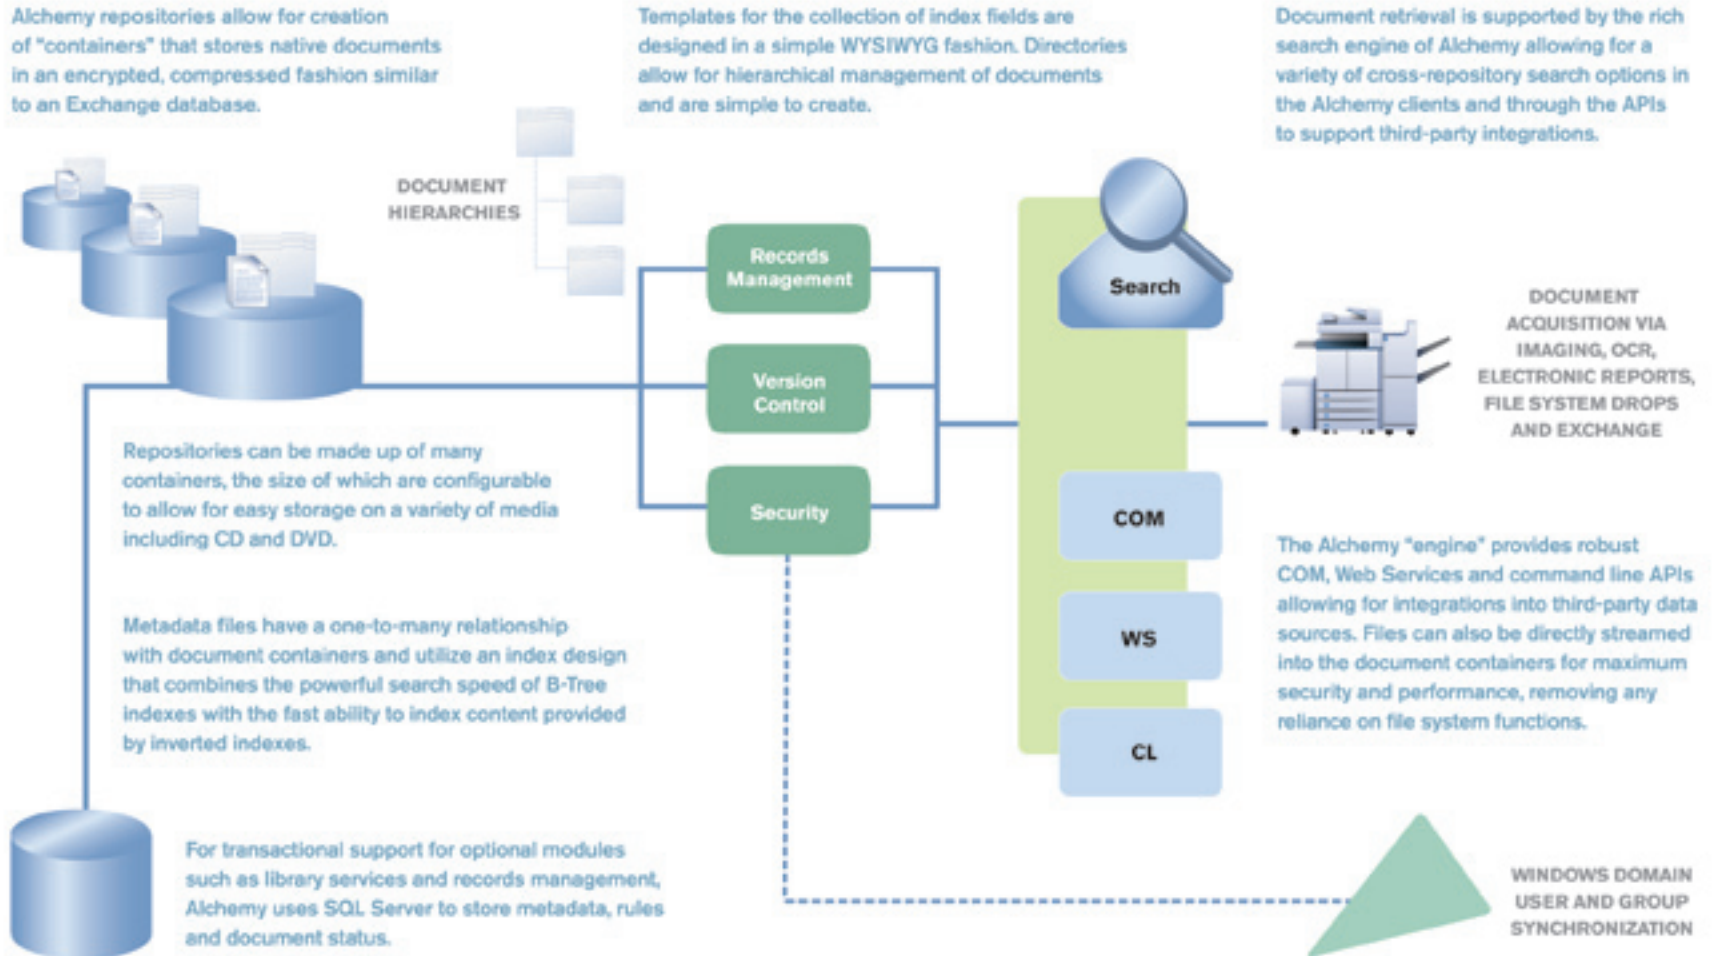 Alchemy repositories allow for creation
of "containers" that stores native documents
in an encrypted, compressed fashion similar
to an Exchange database.
Templates for the collection of index fields are
designed in a simple WYSIWYG fashion. Directories
allow for hierarchical management of documents
and are simple to create.
Document retrieval is supported by the rich
search engine of Alchemy allowing for a
variety of cross-repository search options in
the Alchemy clients and through the APIs
to support third-party integrations.
DOCUMENT
HIERARCHIES
Records
Management
Version
Control
Security
Search
COM
WS
CL
DOCUMENT
ACQUISITION VIA
IMAGING, OCR,
ELECTRONIC REPORTS,
FILE SYSTEM DROPS
AND EXCHANGE
Repositories can be made up of many
containers, the size of which are configurable
to allow for easy storage on a variety of media
including CD and DVD.
Metadata files have a one-to-many relationship
with document containers and utilize an index design
that combines the powerful search speed of B-Tree
indexes with the fast ability to index content provided
by inverted indexes.
The Alchemy "engine" provides robust
COM, Web Services and command line APIs
allowing for integrations into third-party data
sources. Files can also be directly streamed
into the document containers for maximum
security and performance, removing any
reliance on file system functions.
For transactional support for optional modules
such as library services and records management,
Alchemy uses SQL Server to store metadata, rules
and document status.
WINDOWS DOMAIN
USER AND GROUP
SYNCHRONIZATION